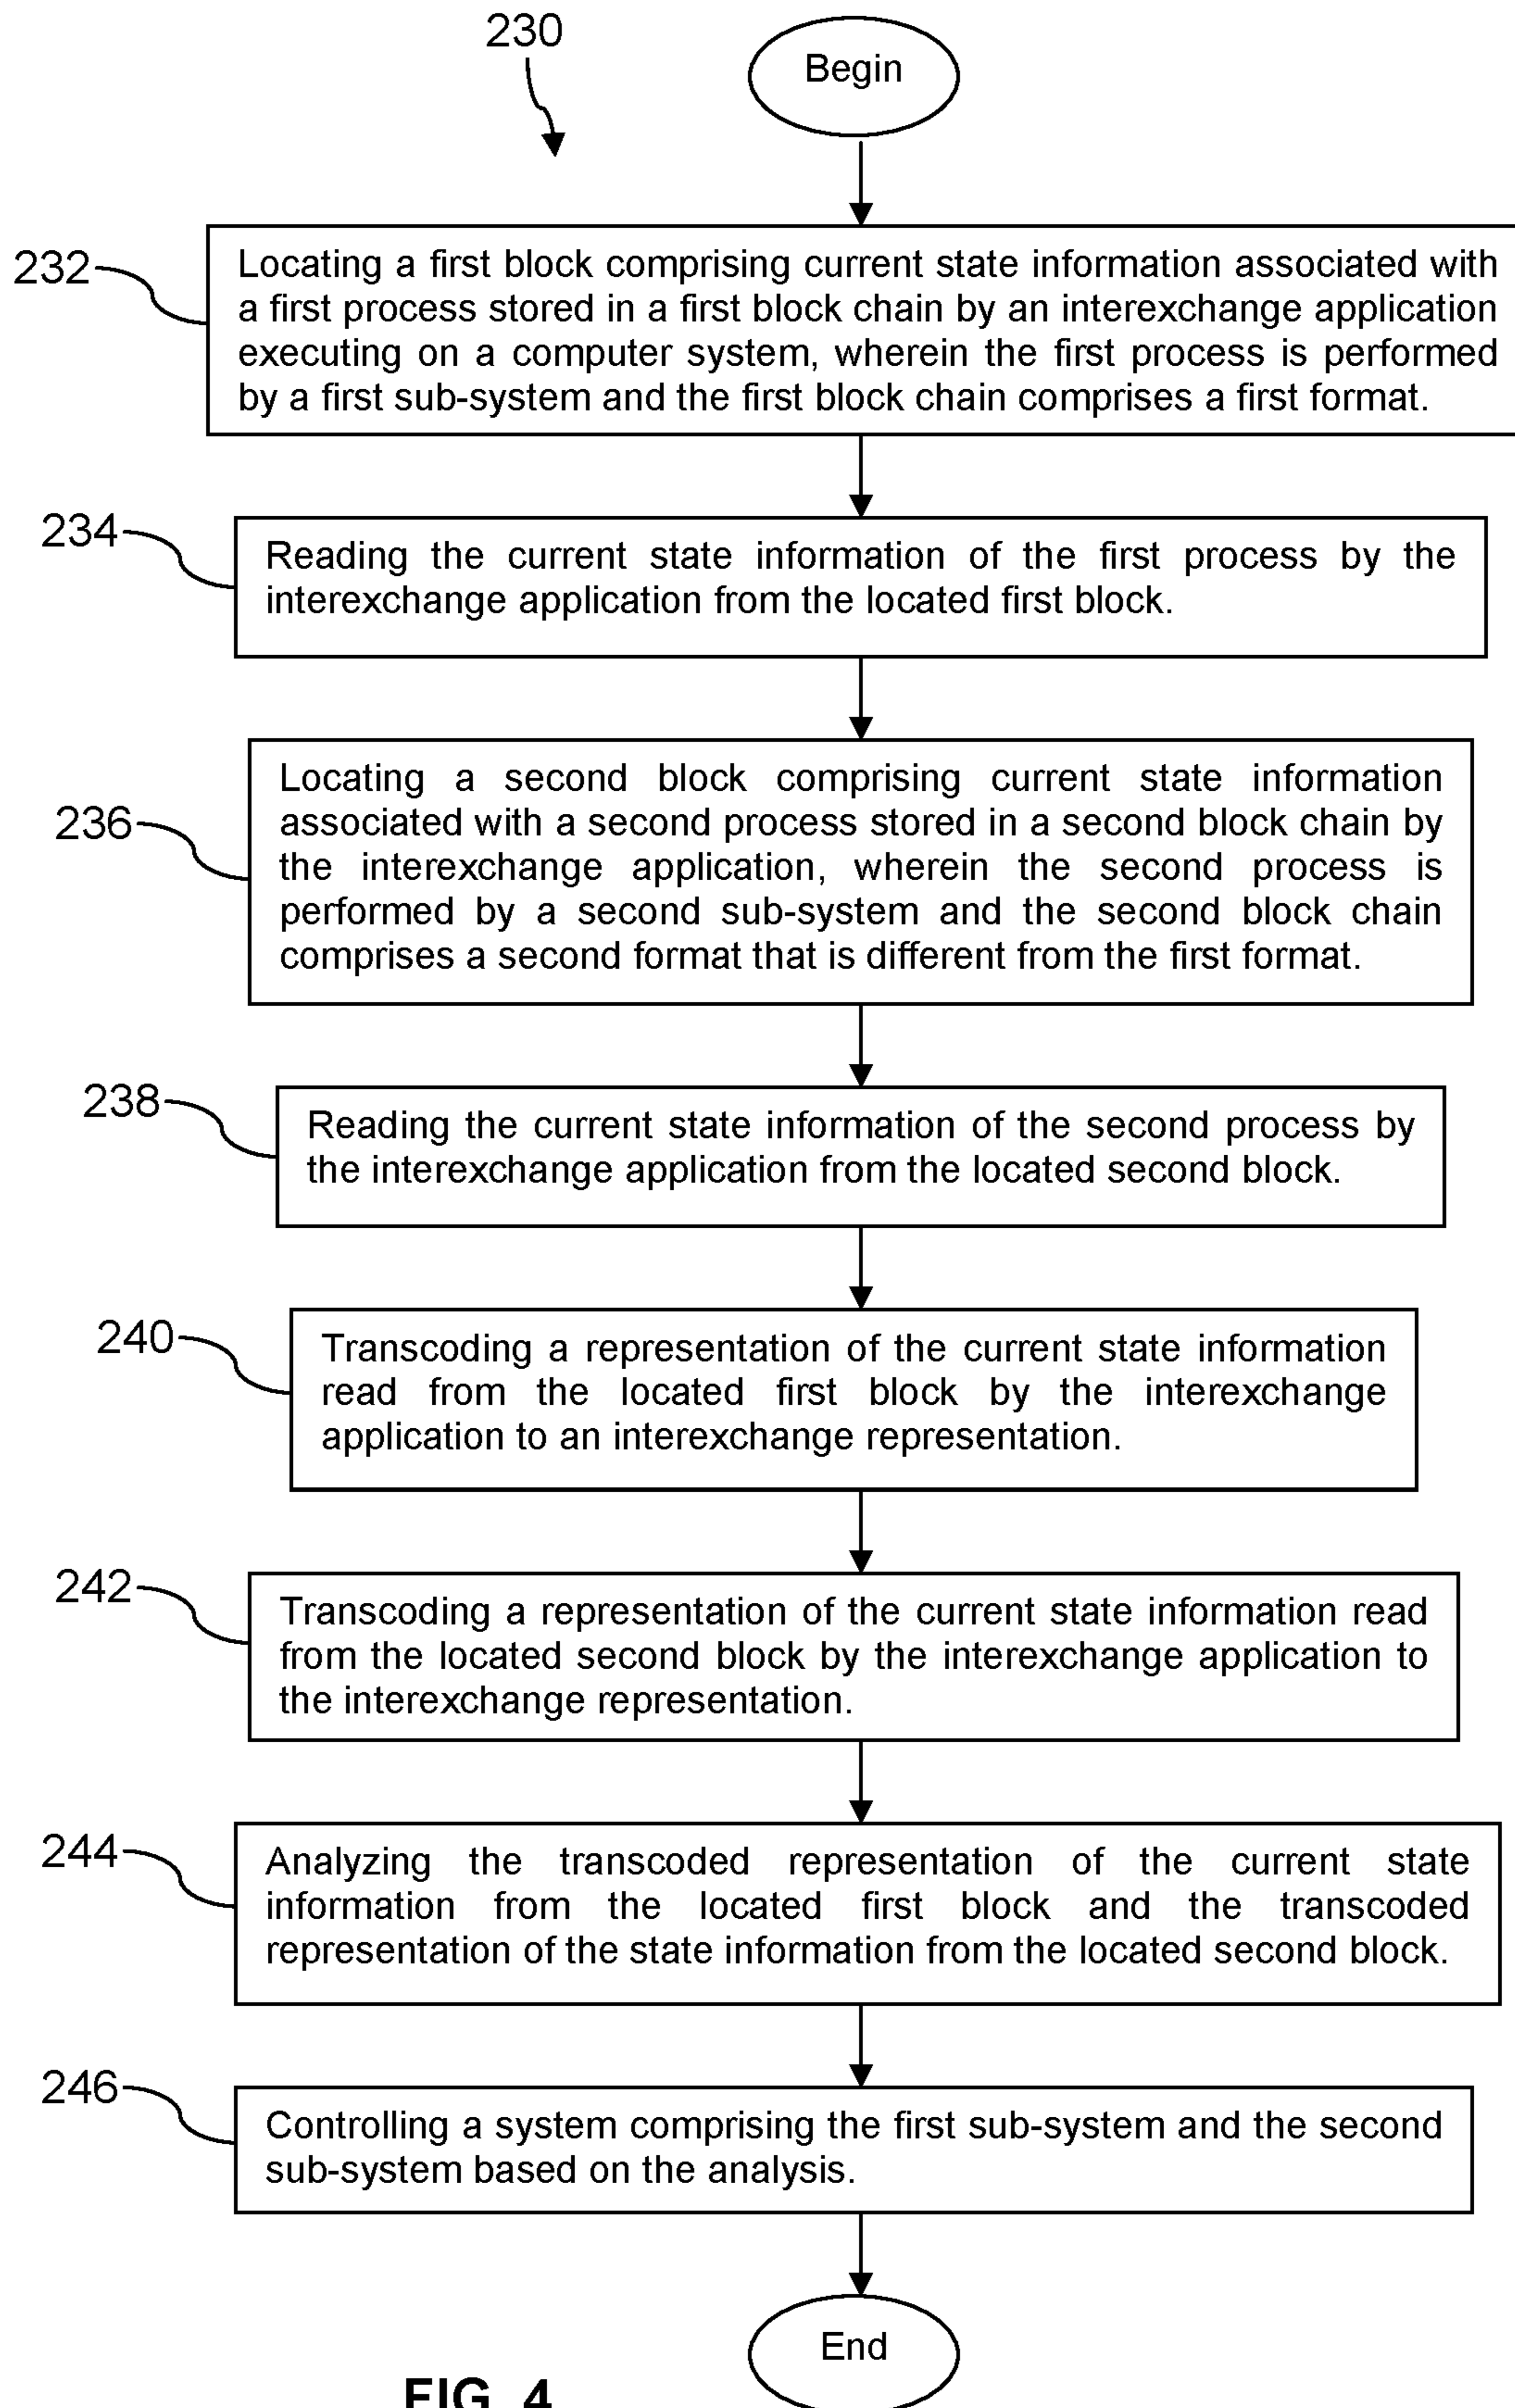 230
Begin
232
Locating a first block comprising current state information associated with
a first process stored in a first block chain by an interexchange application
executing on a computer system, wherein the first process is performed
by a first sub-system and the first block chain comprises a first format.
234
Reading the current state information of the first process by the
interexchange application from the located first block.
236
Locating a second block comprising current state information
associated with a second process stored in a second block chain by
the interexchange application, wherein the second process is
performed by a second sub-system and the second block chain
comprises a second format that is different from the first format.
238
Reading the current state information of the second process by
the interexchange application from the located second block.
240
Transcoding a representation of the current state information
read from the located first block by the interexchange
application to an interexchange representation.
242
Transcoding a representation of the current state information read
from the located second block by the interexchange application to
the interexchange representation.
244
Analyzing the transcoded representation of the current state
information from the located first block and the transcoded
representation of the state information from the located second block.
246
Controlling a system comprising the first sub-system and the second
sub-system based on the analysis.
End
FIG. 4